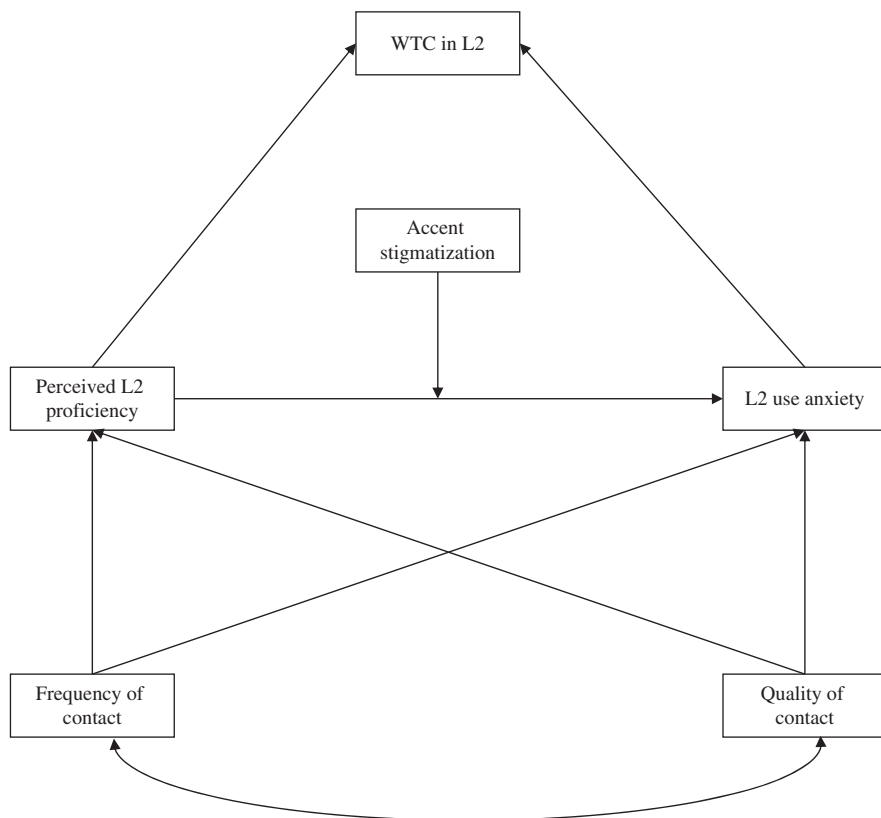 WTC in L2
Accent
stigmatization
Perceived L2
proficiency
L2 use anxiety
Frequency of
contact
Quality of
contact